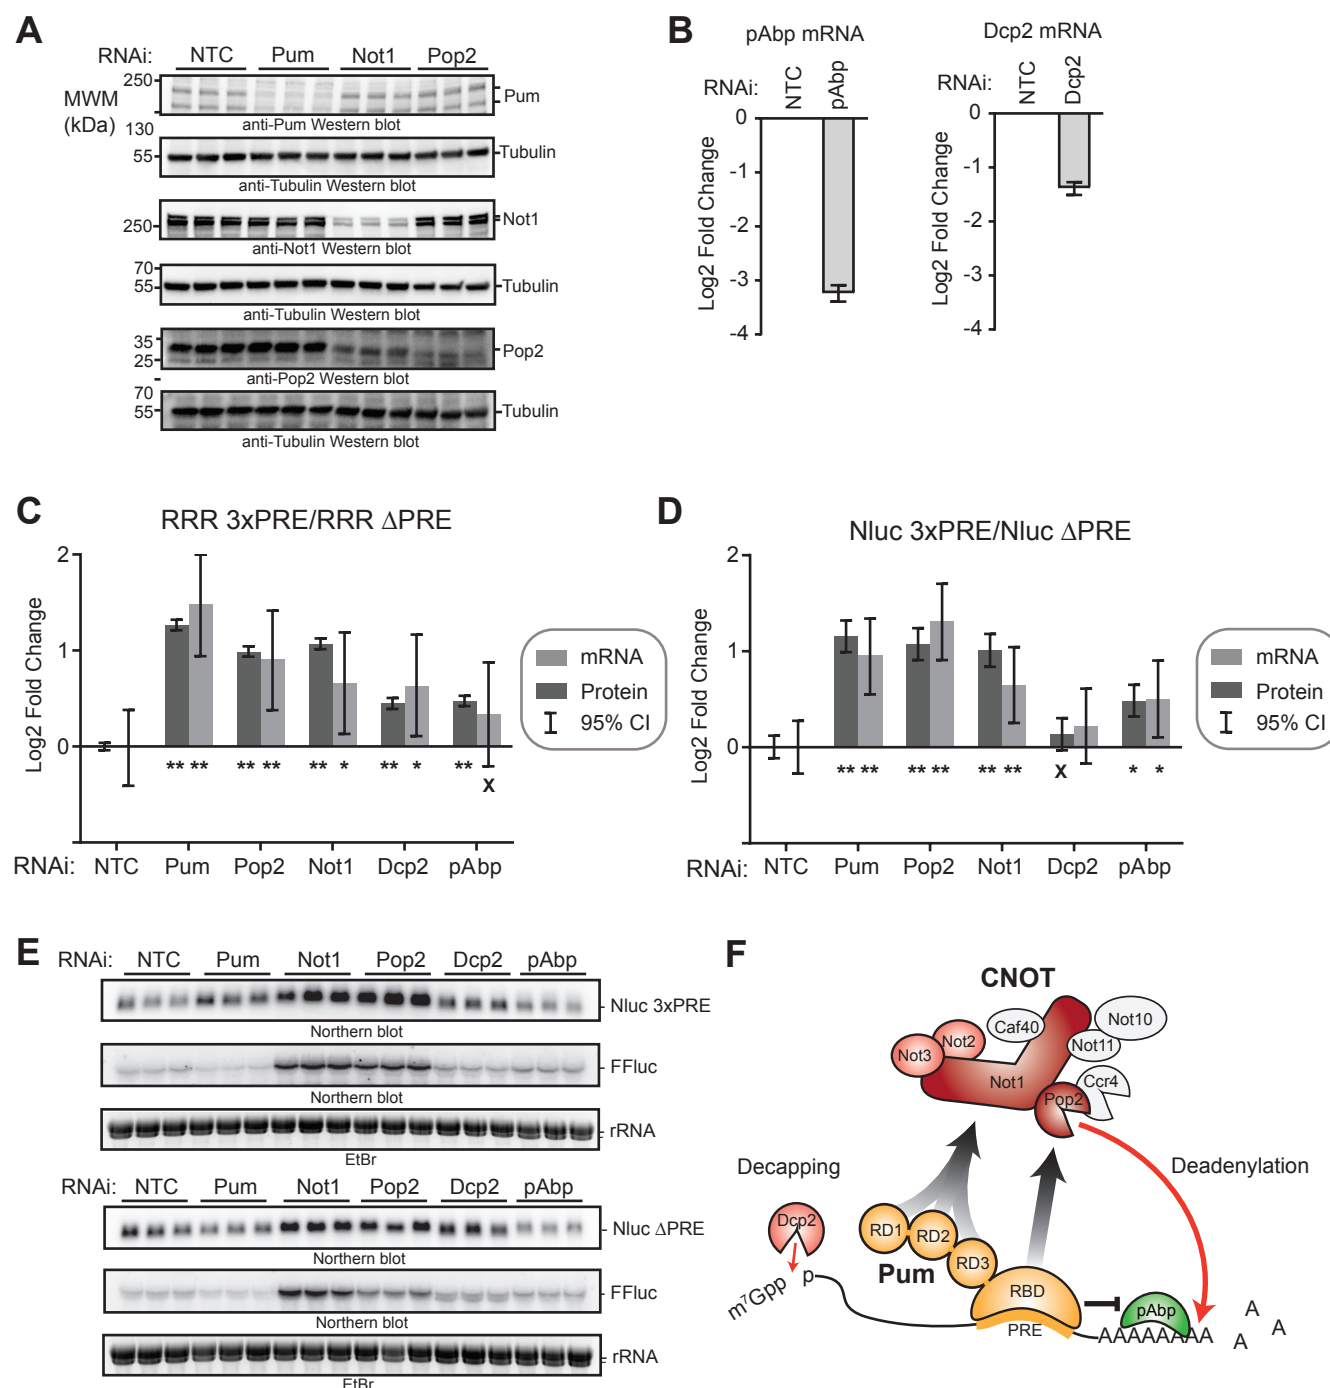 A
RNAi: NTC Pum Not1 Pop2
MWM
(kDa)
250
Pum
anti-Pum Western blot
130
55
Tubulin
anti-Tubulin Western blot
250
Not1
anti-Not1 Western blot
70
55
Tubulin
anti-Tubulin Western blot
35
25
Pop2
anti-Pop2 Western blot
70
55
Tubulin
anti-Tubulin Western blot
B
pAbp mRNA
RNAi: NTC pAbp
Log2 Fold Change
0
-1
-2
-3
-4
Dcp2 mRNA
RNAi: NTC Dcp2
Log2 Fold Change
0
-1
-2
-3
-4
C
RRR 3xPRE/RRR ΔPRE
Log2 Fold Change
2
1
0
** ** ** ** ** * ** * ** x
RNAi: NTC Pum Pop2 Not1 Dcp2 pAbp
mRNA
Protein
95% CI
D
Nluc 3xPRE/Nluc ΔPRE
Log2 Fold Change
2
1
0
** ** ** ** ** ** x * *
RNAi: NTC Pum Pop2 Not1 Dcp2 pAbp
mRNA
Protein
95% CI
E
RNAi: NTC Pum Not1 Pop2 Dcp2 pAbp
Nluc 3xPRE
Northern blot
FFluc
Northern blot
rRNA
EtBr
RNAi: NTC Pum Not1 Pop2 Dcp2 pAbp
Nluc ΔPRE
Northern blot
FFluc
Northern blot
rRNA
EtBr
F
CNOT
Caf40
Not10
Not3
Not2
Not11
Not1
Ccr4
Pop2
Decapping
Deadenylation
Dcp2
RD1
RD2
RD3
Pum
m⁷Gpp p
RBD
PRE
pAbp
AAAAAAAA
A
A
A
A